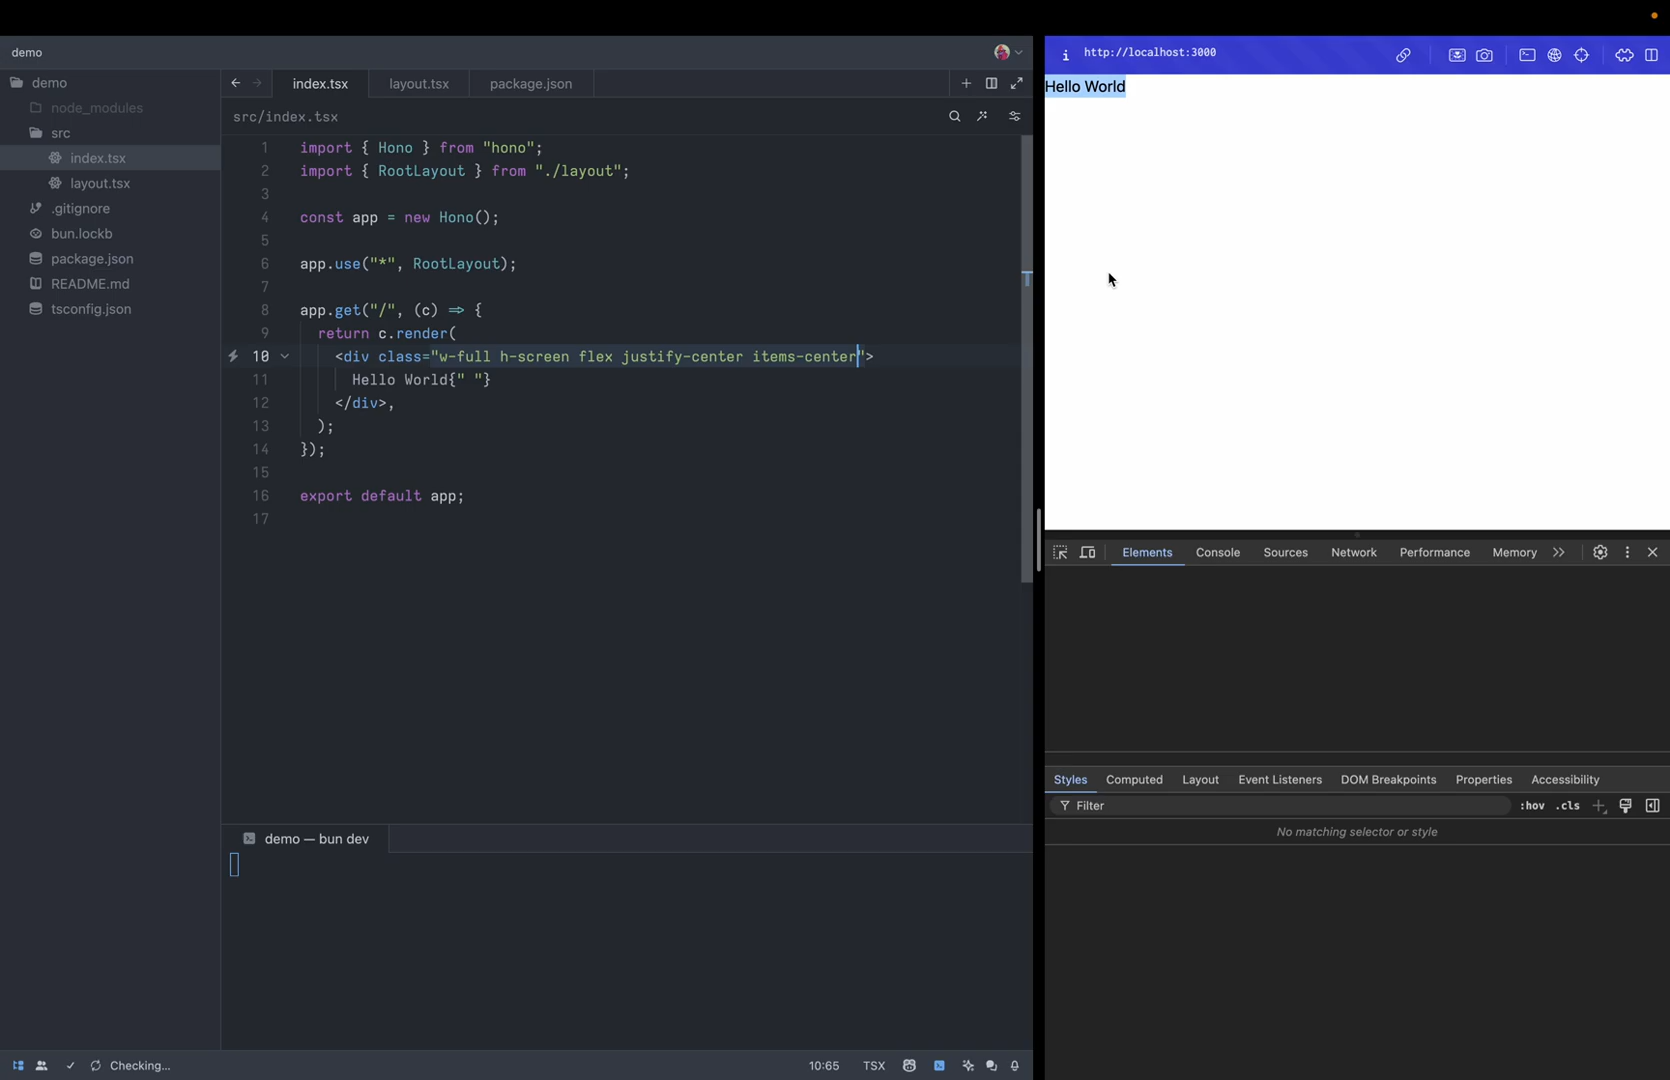 demo
demo
node_modules
src
index.tsx
layout.tsx
.gitignore
bun.lockb
package.json
README.md
tsconfig.json
index.tsx
layout.tsx
package.json
src/index.tsx
1 import { Hono } from "hono";
2 import { RootLayout } from "./layout";
3
4 const app = new Hono();
5
6 app.use("*", RootLayout);
7
8 app.get("/", (c) => {
9 return c.render(
10 <div class="w-full h-screen flex justify-center items-center">
11 Hello World{" "}
12 </div>,
13 );
14 });
15
16 export default app;
17
demo — bun dev
Checking...
10:65
TSX
http://localhost:3000
Hello World
Elements
Console
Sources
Network
Performance
Memory
Styles
Computed
Layout
Event Listeners
DOM Breakpoints
Properties
Accessibility
Filter
:hov
.cls
No matching selector or style